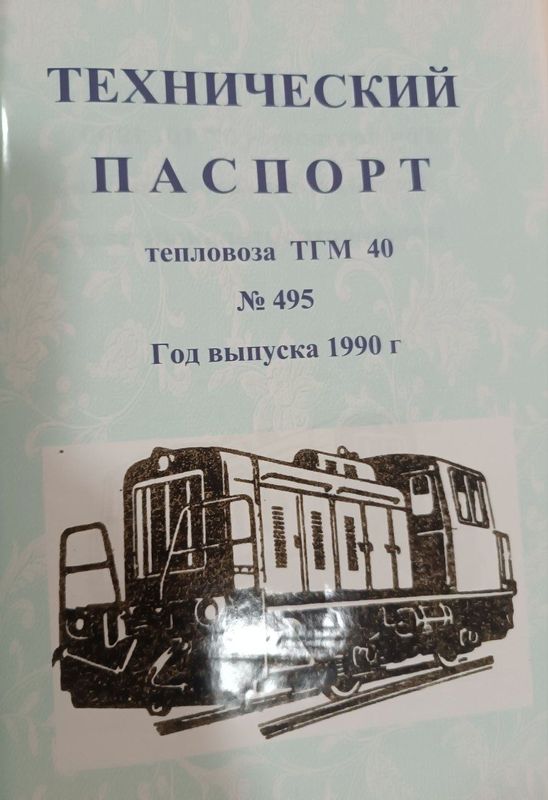 ТЕХНИЧЕСКИЙ
ПАСПОРТ
тепловоза ТГМ 40
№ 495
Год выпуска 1990 г